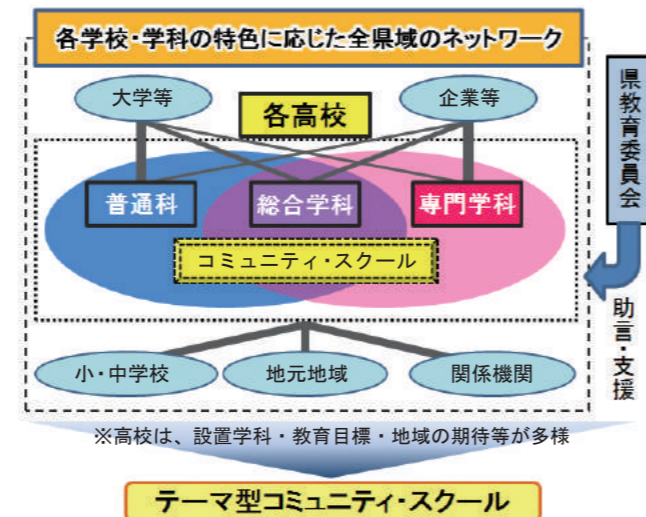 各学校・学科の特色に応じた全県域のネットワーク
大学等
企業等
各高校
普通科
総合学科
専門学科
コミュニティ・スクール
県教育委員会
助言・支援
小・中学校
地元地域
関係機関
※高校は、設置学科・教育目標・地域の期待等が多様
テーマ型コミュニティ・スクール